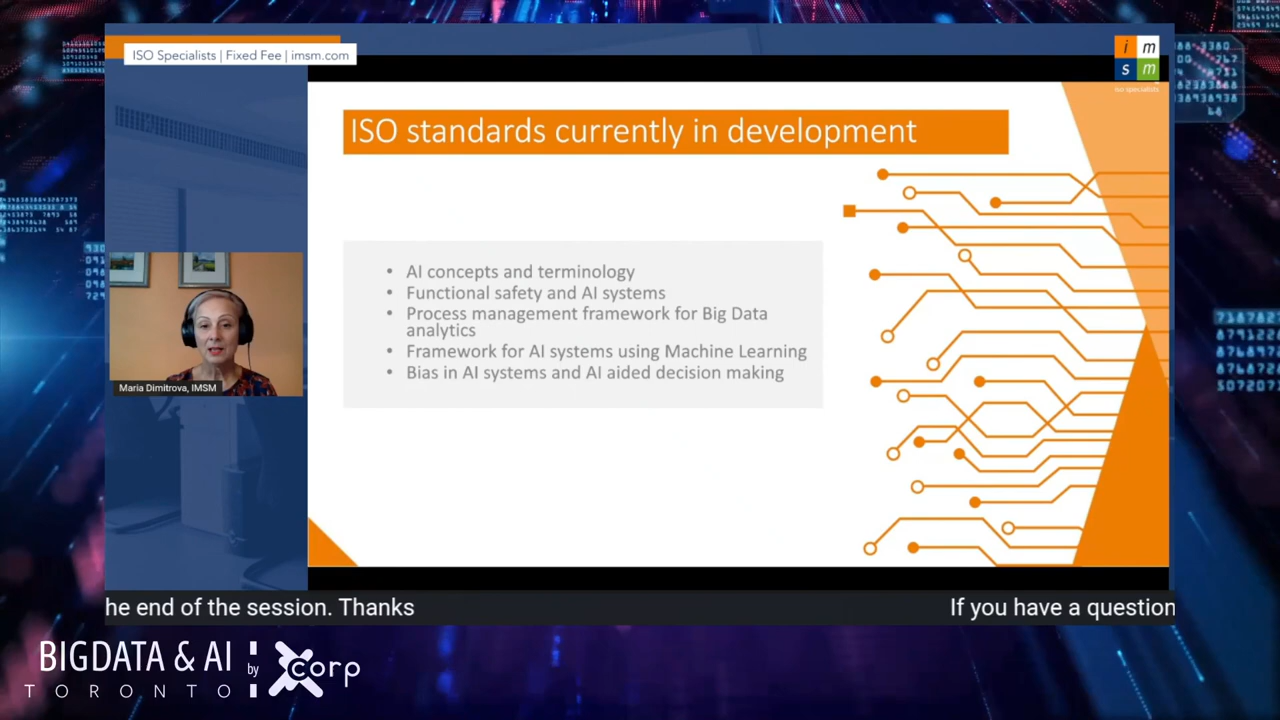 ISO Specialists | Fixed Fee | imsm.com
i m
s m
iso specialists
ISO standards currently in development
• AI concepts and terminology
• Functional safety and AI systems
• Process management framework for Big Data
analytics
• Framework for AI systems using Machine Learning
• Bias in AI systems and AI aided decision making
Maria Dimitrova, IMSM
he end of the session. Thanks
If you have a question
BIGDATA & AI
TORONTO
by
corp